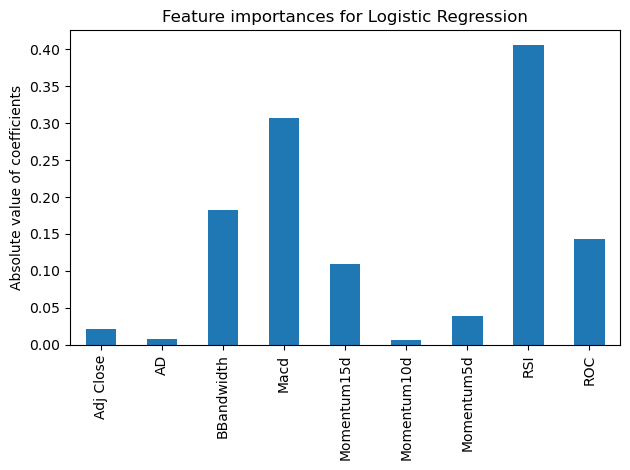 Feature importances for Logistic Regression
Absolute value of coefficients
0.40
0.35
0.30
0.25
0.20
0.15
0.10
0.05
0.00
Adj Close
AD
BBandwidth
Macd
Momentum15d
Momentum10d
Momentum5d
RSI
ROC